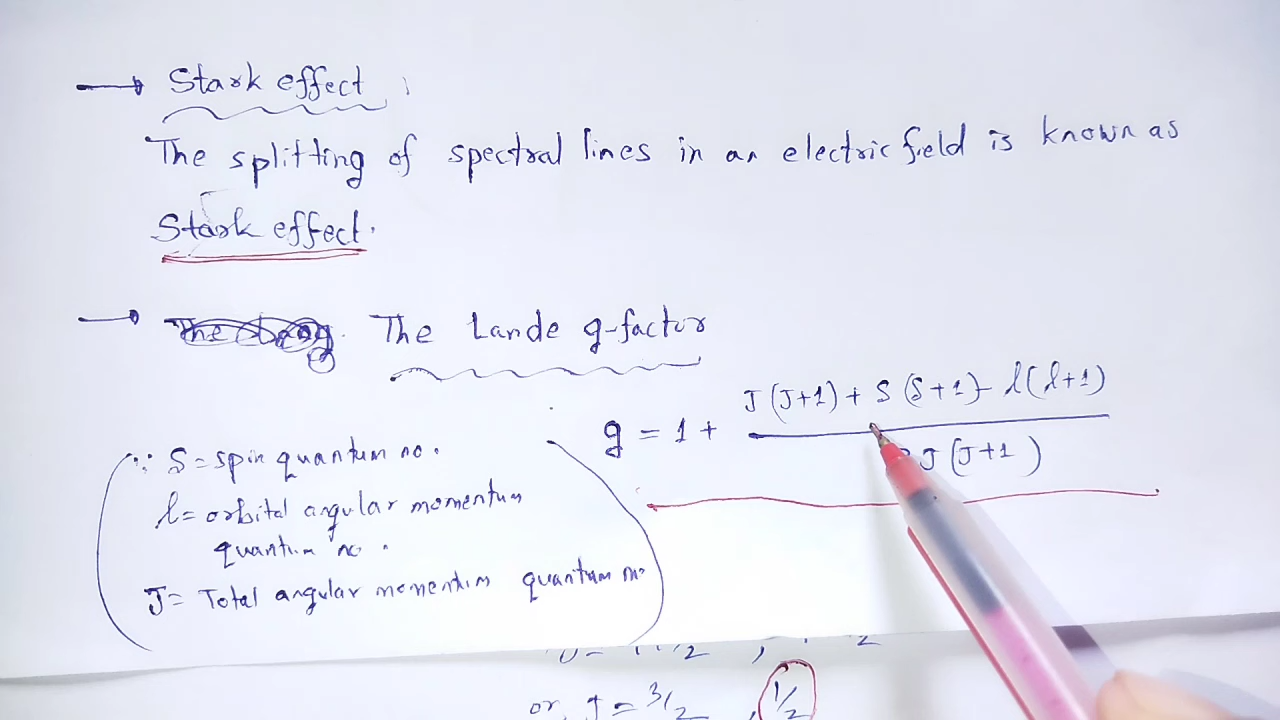 → Stark effect :
The splitting of spectral lines in an electric field is known as
Stark effect.
→ The Lande g-factor
g = 1 + J(J+1) + S(S+1) - l(l+1)
J(J+1)
∵ S = spin quantum no.
l = orbital angular momentum
quantum no.
J = Total angular momentum quantum no
or, J = 3/2, 1/2